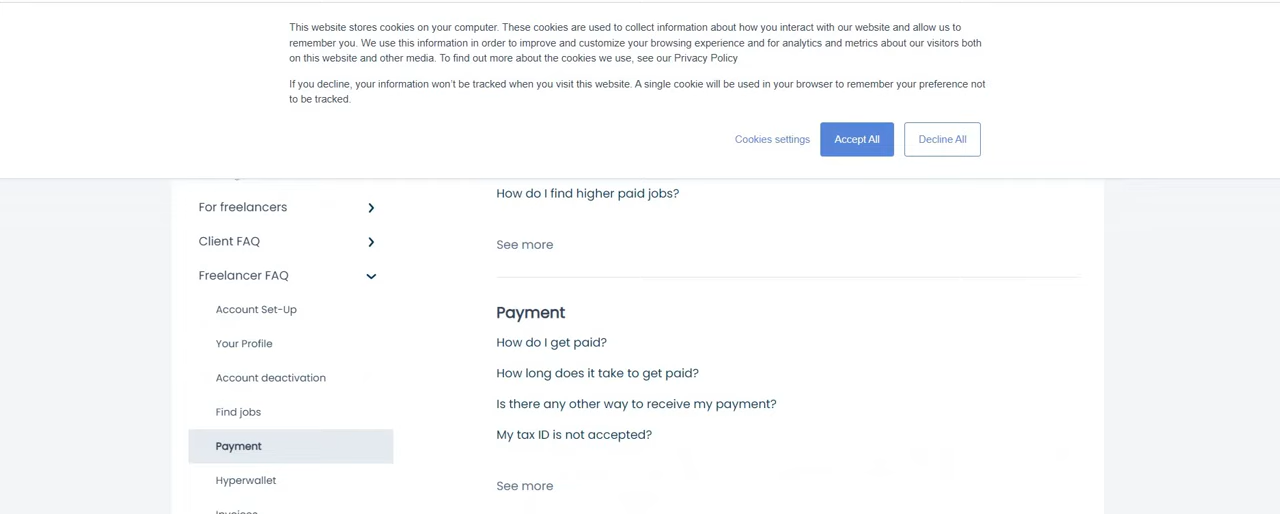 This website stores cookies on your computer. These cookies are used to collect information about how you interact with our website and allow us to
remember you. We use this information in order to improve and customize your browsing experience and for analytics and metrics about our visitors both
on this website and other media. To find out more about the cookies we use, see our Privacy Policy
If you decline, your information won't be tracked when you visit this website. A single cookie will be used in your browser to remember your preference not
to be tracked.
Cookies settings
Accept All
Decline All
For freelancers
Client FAQ
Freelancer FAQ
Account Set-Up
Your Profile
Account deactivation
Find jobs
Payment
Hyperwallet
How do I find higher paid jobs?
See more
Payment
How do I get paid?
How long does it take to get paid?
Is there any other way to receive my payment?
My tax ID is not accepted?
See more